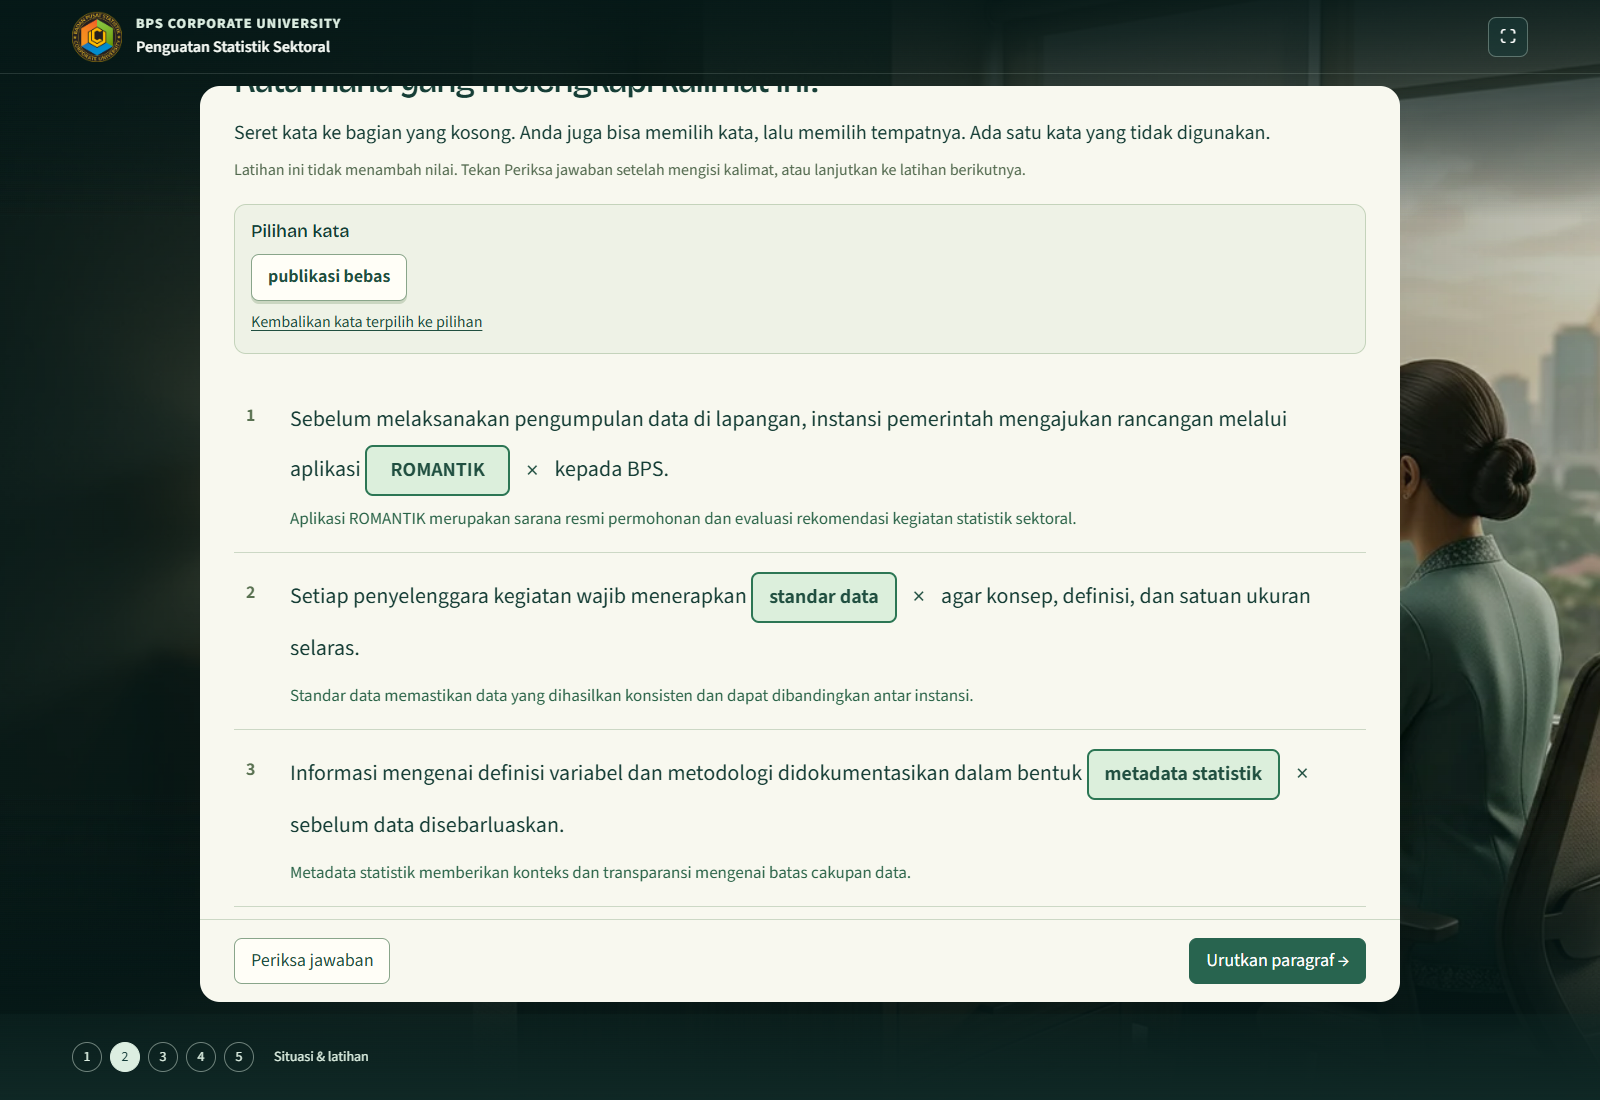 BPS CORPORATE UNIVERSITY
Penguatan Statistik Sektoral
Kata mana yang melengkapi kalimat ini?
Seret kata ke bagian yang kosong. Anda juga bisa memilih kata, lalu memilih tempatnya. Ada satu kata yang tidak digunakan.
Latihan ini tidak menambah nilai. Tekan Periksa jawaban setelah mengisi kalimat, atau lanjutkan ke latihan berikutnya.
Pilihan kata
publikasi bebas
Kembalikan kata terpilih ke pilihan
1 Sebelum melaksanakan pengumpulan data di lapangan, instansi pemerintah mengajukan rancangan melalui
aplikasi ROMANTIK × kepada BPS.
Aplikasi ROMANTIK merupakan sarana resmi permohonan dan evaluasi rekomendasi kegiatan statistik sektoral.
2 Setiap penyelenggara kegiatan wajib menerapkan standar data × agar konsep, definisi, dan satuan ukuran
selaras.
Standar data memastikan data yang dihasilkan konsisten dan dapat dibandingkan antar instansi.
3 Informasi mengenai definisi variabel dan metodologi didokumentasikan dalam bentuk metadata statistik ×
sebelum data disebarluaskan.
Metadata statistik memberikan konteks dan transparansi mengenai batas cakupan data.
Periksa jawaban
Urutkan paragraf →
1 2 3 4 5 Situasi & latihan